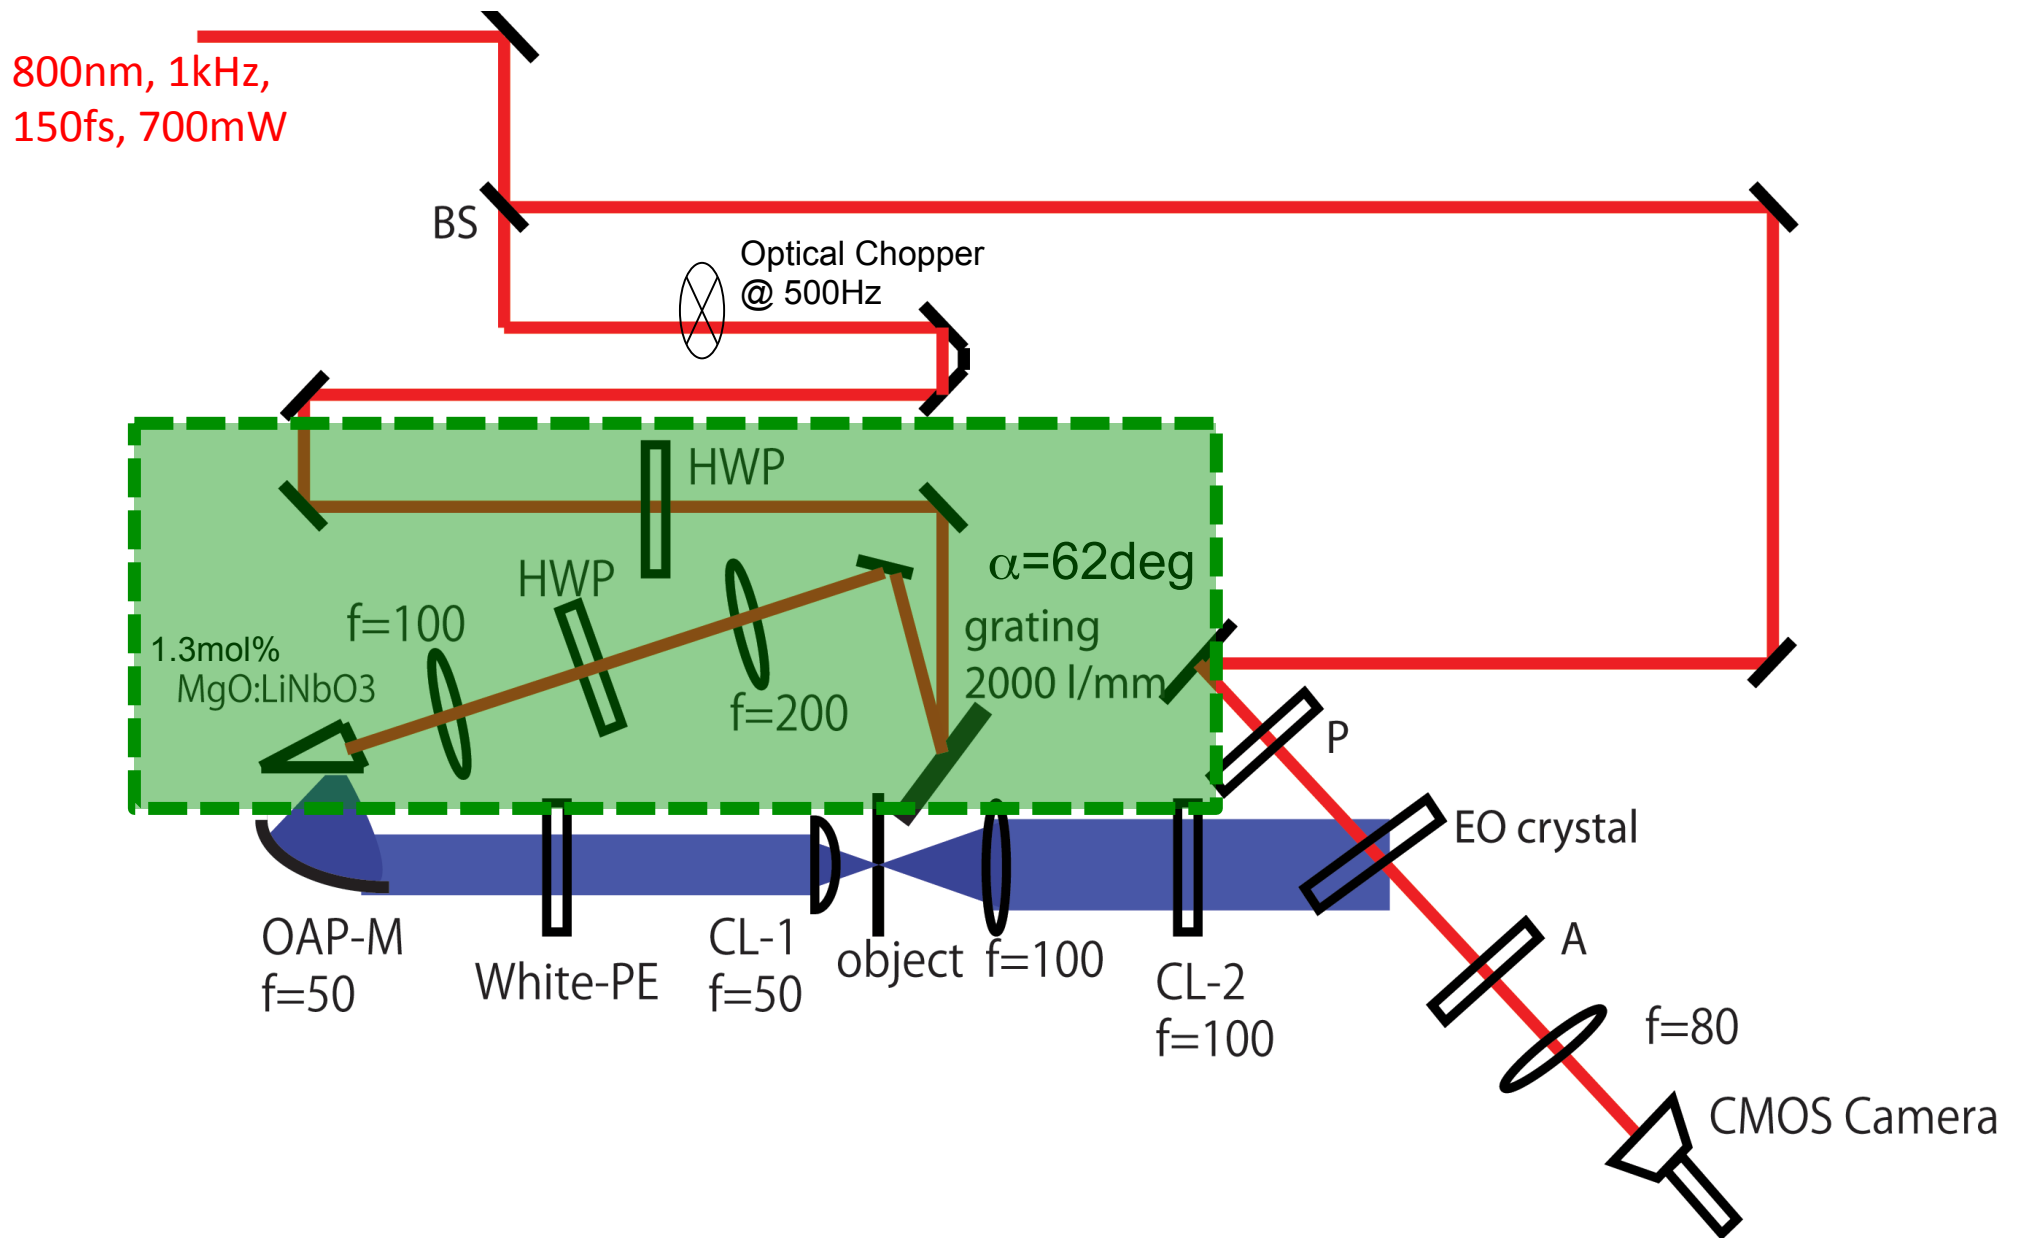 800nm, 1kHz,
150fs, 700mW
BS
Optical Chopper
@ 500Hz
HWP
HWP
α=62deg
f=100
grating
2000 l/mm
1.3mol%
MgO:LiNbO3
f=200
P
EO crystal
OAP-M
f=50
White-PE
CL-1
f=50
object
f=100
CL-2
f=100
A
f=80
CMOS Camera